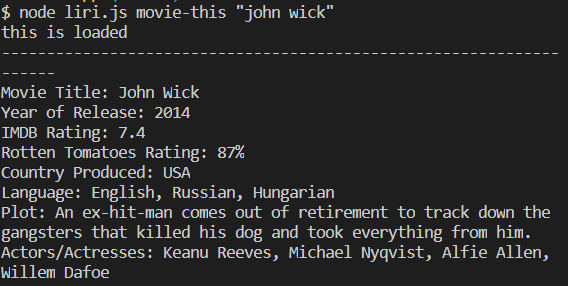 $ node liri.js movie-this "john wick"
this is loaded
--------------------------------------------------------------
------
Movie Title: John Wick
Year of Release: 2014
IMDB Rating: 7.4
Rotten Tomatoes Rating: 87%
Country Produced: USA
Language: English, Russian, Hungarian
Plot: An ex-hit-man comes out of retirement to track down the
gangsters that killed his dog and took everything from him.
Actors/Actresses: Keanu Reeves, Michael Nyqvist, Alfie Allen,
Willem Dafoe